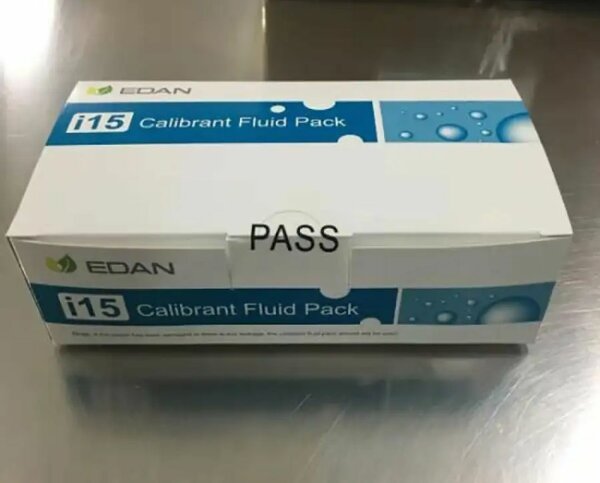 EDAN
i15 Calibrant Fluid Pack
PASS
EDAN
i15 Calibrant Fluid Pack